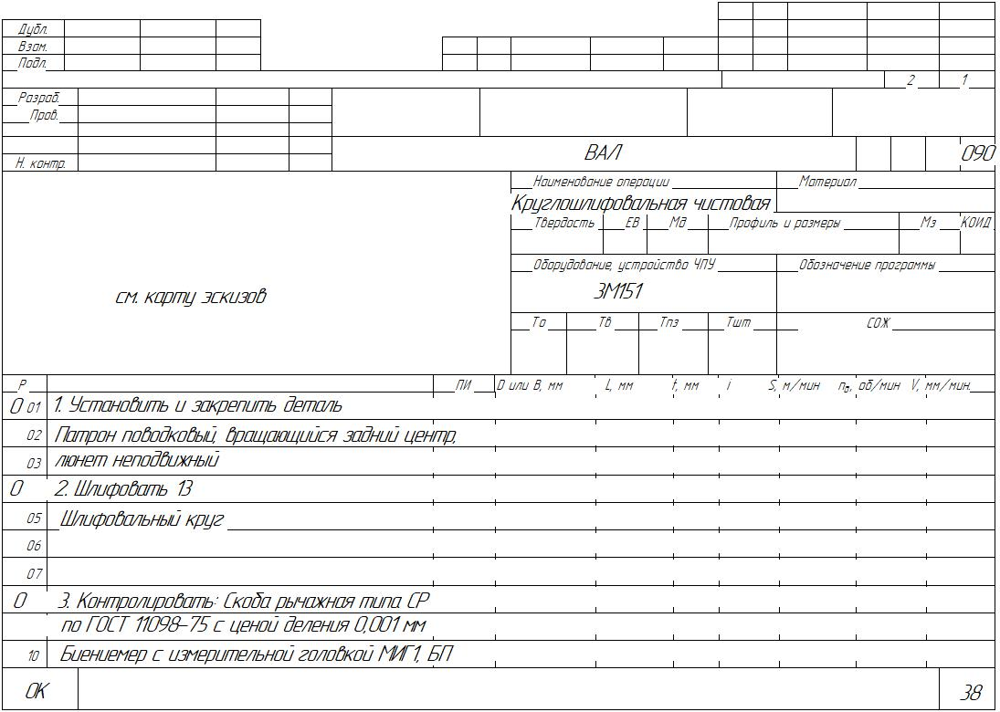 Дубл.
Взам.
Подл.
2 1
Разраб.
Пров.
Н. контр.
ВАЛ 090
Наименование операции Материал
Круглошлифовальная чистовая
Твердость ЕВ Мд Профиль и размеры Мз КОИД
Оборудование, устройство ЧПУ Обозначение программы
3М151
см. карту эскизов
То Тв Тпз Тшт СОЖ
Р ПИ D или В, мм L, мм t, мм i S, м/мин nд, об/мин V, мм/мин.
О 01 1. Установить и закрепить деталь
02 Патрон поводковый, вращающийся задний центр,
03 люнет неподвижный
О 2. Шлифовать 13
05 Шлифовальный круг
06
07
О 3. Контролировать: Скоба рычажная типа СР
по ГОСТ 11098-75 с ценой деления 0,001 мм
10 Биениемер с измерительной головкой МИГ1, БП
ОК 38